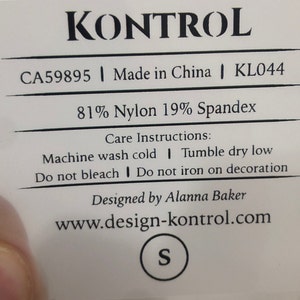 KONTROL
CA59895 | Made in China | KL044
81% Nylon 19% Spandex
Care Instructions:
Machine wash cold | Tumble dry low
Do not bleach | Do not iron on decoration
Designed by Alanna Baker
www.design-kontrol.com
S